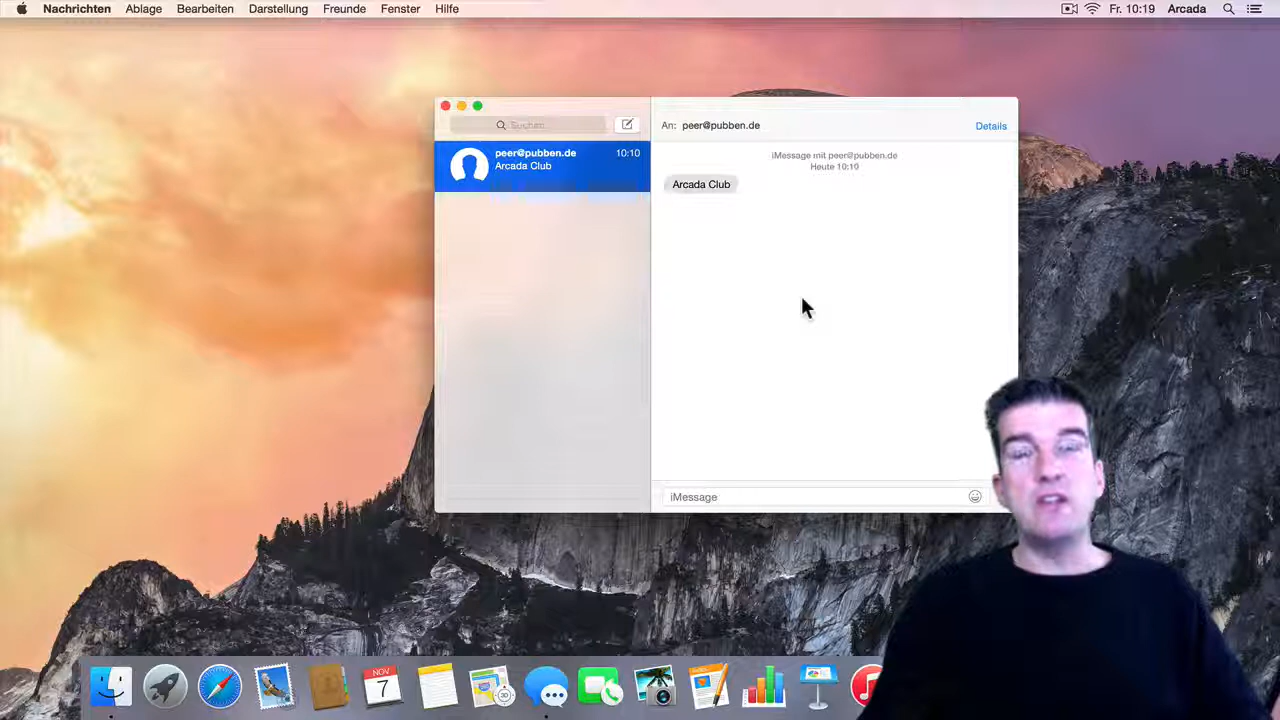 Nachrichten Ablage Bearbeiten Darstellung Freunde Fenster Hilfe Fr. 10:19 Arcada
Suchen
An: peer@pubben.de Details
peer@pubben.de 10:10
Arcada Club
iMessage mit peer@pubben.de
Heute 10:10
Arcada Club
iMessage
NOV
7